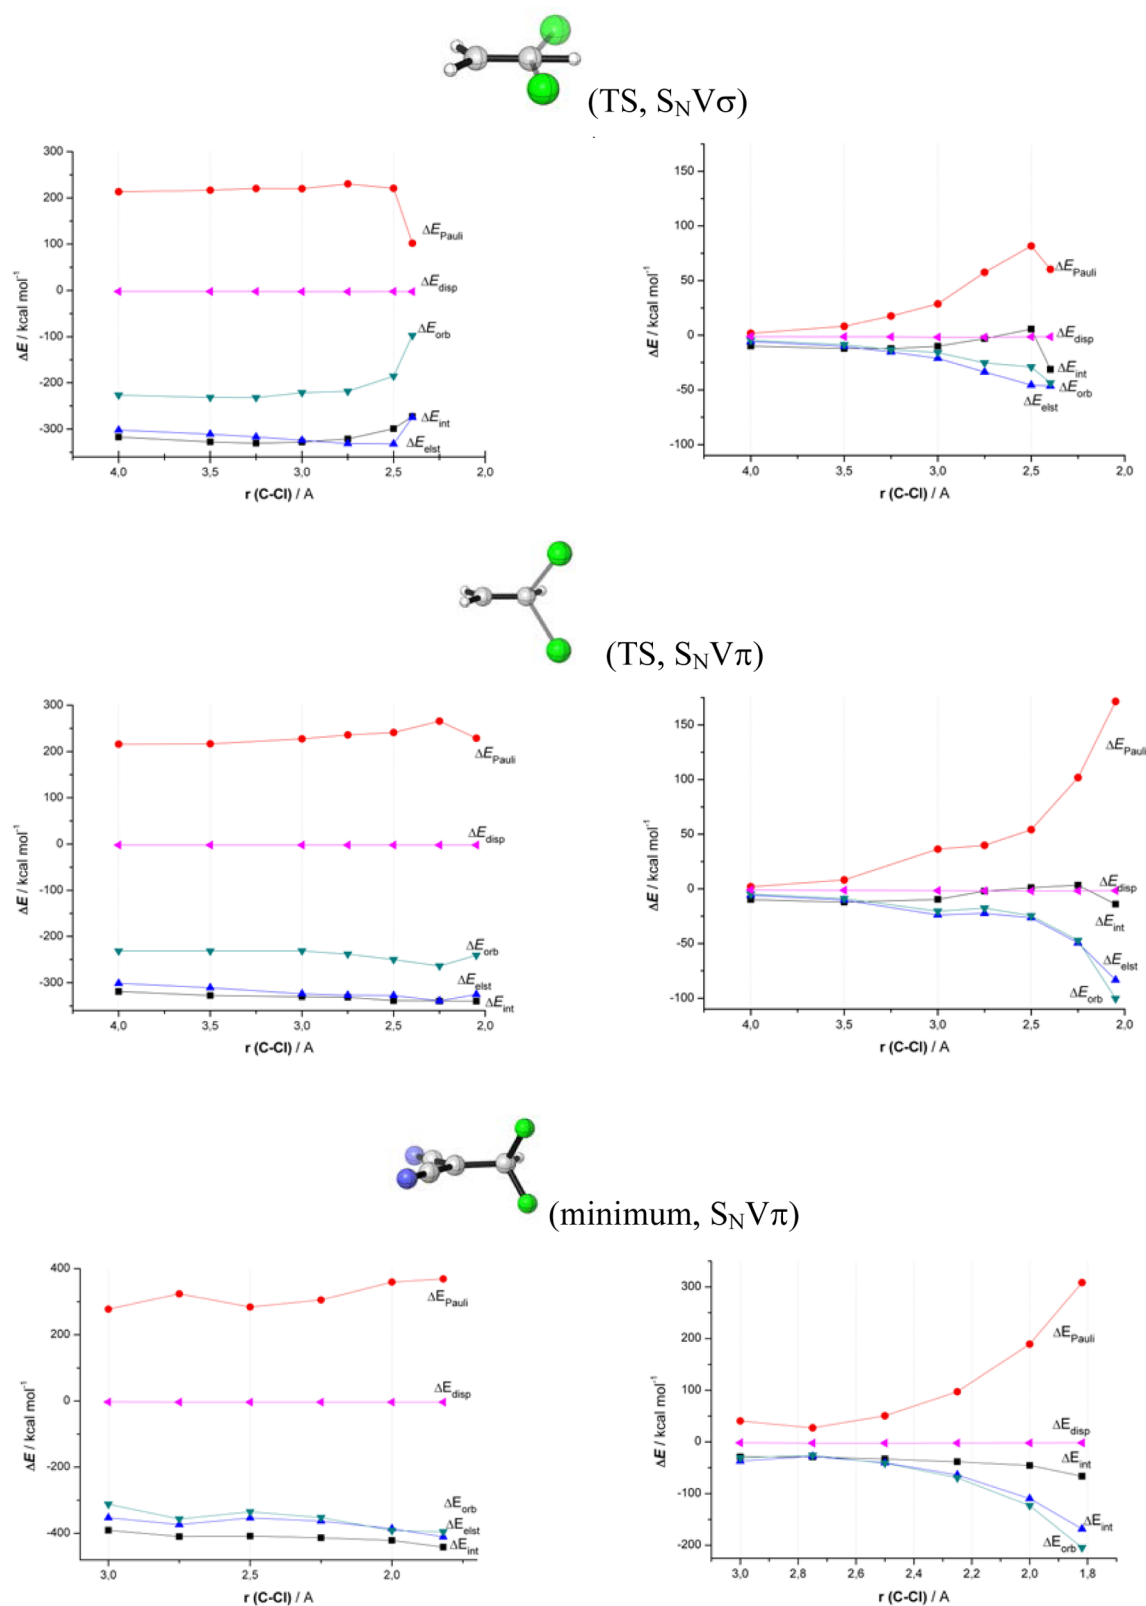 (TS, SNVσ)
300
200
100
0
-100
-200
-300
ΔE / kcal mol-1
ΔEPauli
ΔEdisp
ΔEorb
ΔEint
ΔEelst
4,0 3,5 3,0 2,5 2,0
r (C-Cl) / A
150
100
50
0
-50
-100
ΔE / kcal mol-1
ΔEPauli
ΔEdisp
ΔEint
ΔEorb
ΔEelst
4,0 3,5 3,0 2,5 2,0
r (C-Cl) / A
(TS, SNVπ)
300
200
100
0
-100
-200
-300
ΔE / kcal mol-1
ΔEPauli
ΔEdisp
ΔEorb
ΔEelst
ΔEint
4,0 3,5 3,0 2,5 2,0
r (C-Cl) / A
150
100
50
0
-50
-100
ΔE / kcal mol-1
ΔEPauli
ΔEdisp
ΔEint
ΔEelst
ΔEorb
4,0 3,5 3,0 2,5 2,0
r (C-Cl) / A
(minimum, SNVπ)
400
200
0
-200
-400
ΔE / kcal mol-1
ΔEPauli
ΔEdisp
ΔEorb
ΔEelst
ΔEint
3,0 2,5 2,0
r (C-Cl) / A
300
200
100
0
-100
-200
ΔE / kcal mol-1
ΔEPauli
ΔEdisp
ΔEint
ΔEint
ΔEorb
3,0 2,8 2,6 2,4 2,2 2,0 1,8
r (C-Cl) / A